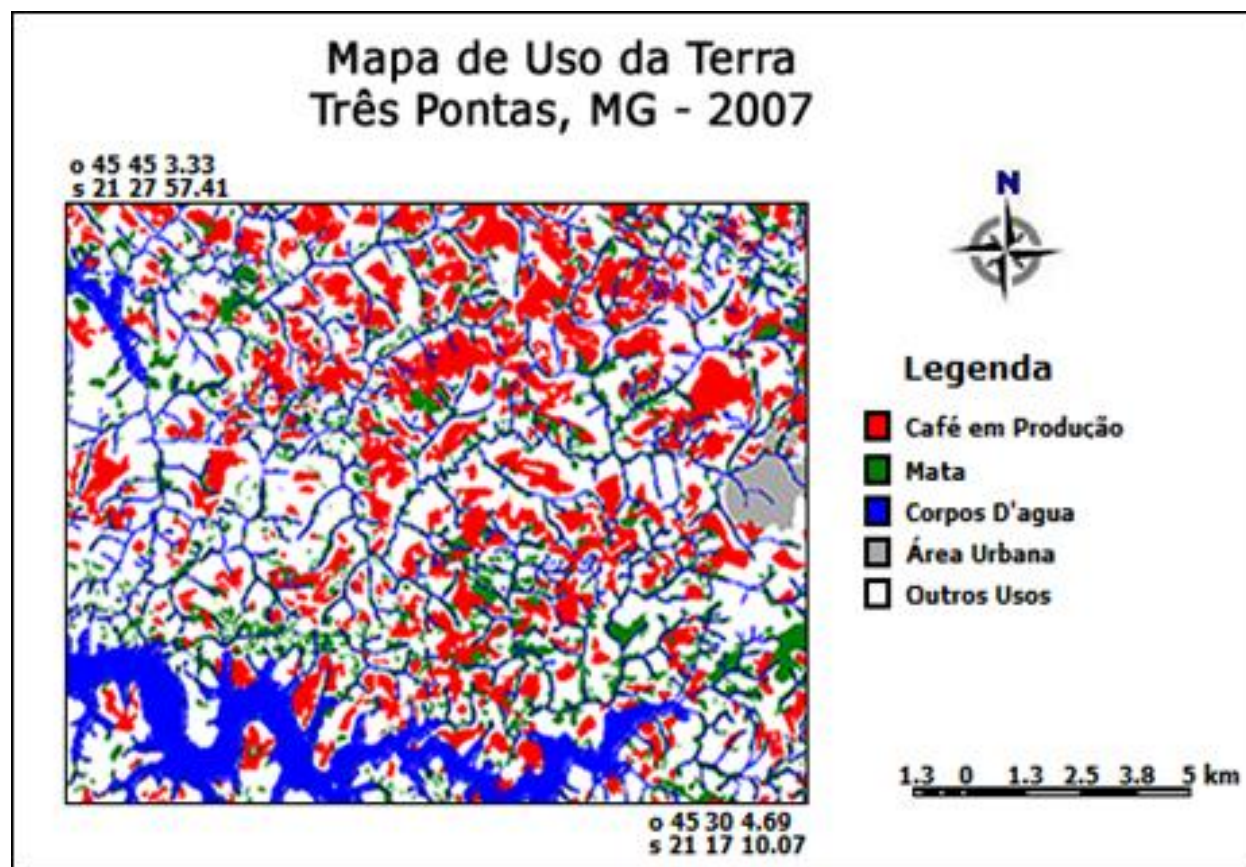 Mapa de Uso da Terra
Três Pontas, MG - 2007
o 45 45 3.33
s 21 27 57.41
N
Legenda
Café em Produção
Mata
Corpos D'agua
Área Urbana
Outros Usos
1.3 0 1.3 2.5 3.8 5 km
o 45 30 4.69
s 21 17 10.07